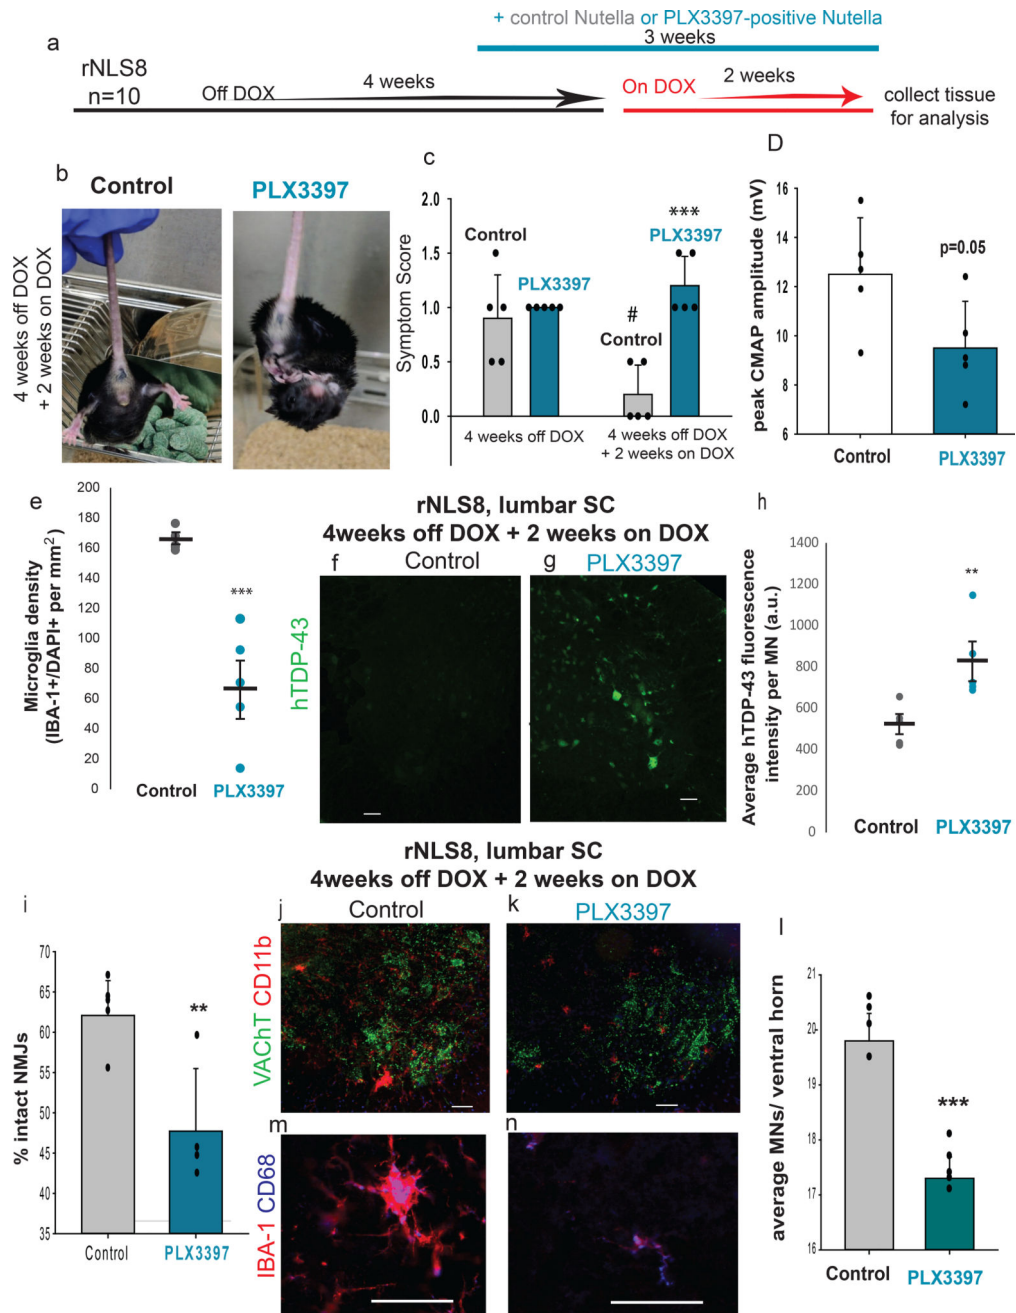 + control Nutella or PLX3397-positive Nutella
3 weeks
a
rNLS8
n=10
Off DOX
4 weeks
On DOX
2 weeks
collect tissue
for analysis
b
Control
PLX3397
4 weeks off DOX
+ 2 weeks on DOX
c
Symptom Score
2.0
1.5
1.0
0.5
0.0
Control
PLX3397
#
Control
***
PLX3397
4 weeks off DOX
4 weeks off DOX
+ 2 weeks on DOX
D
peak CMAP amplitude (mV)
16
14
12
10
8
6
p=0.05
Control
PLX3397
e
Microglia density
(IBA-1+/DAPI+ per mm²)
200
180
160
140
120
100
80
60
40
20
0
***
Control
PLX3397
rNLS8, lumbar SC
4weeks off DOX + 2 weeks on DOX
f
Control
g
PLX3397
hTDP-43
h
Average hTDP-43 fluorescence
intensity per MN (a.u.)
1400
1200
1000
800
600
400
200
0
**
Control
PLX3397
rNLS8, lumbar SC
4weeks off DOX + 2 weeks on DOX
i
% intact NMJs
70
65
60
55
50
45
40
35
**
Control
PLX3397
j
Control
k
PLX3397
VAChT CD11b
m
n
IBA-1 CD68
l
average MNs/ ventral horn
21
20
19
18
17
16
***
Control
PLX3397